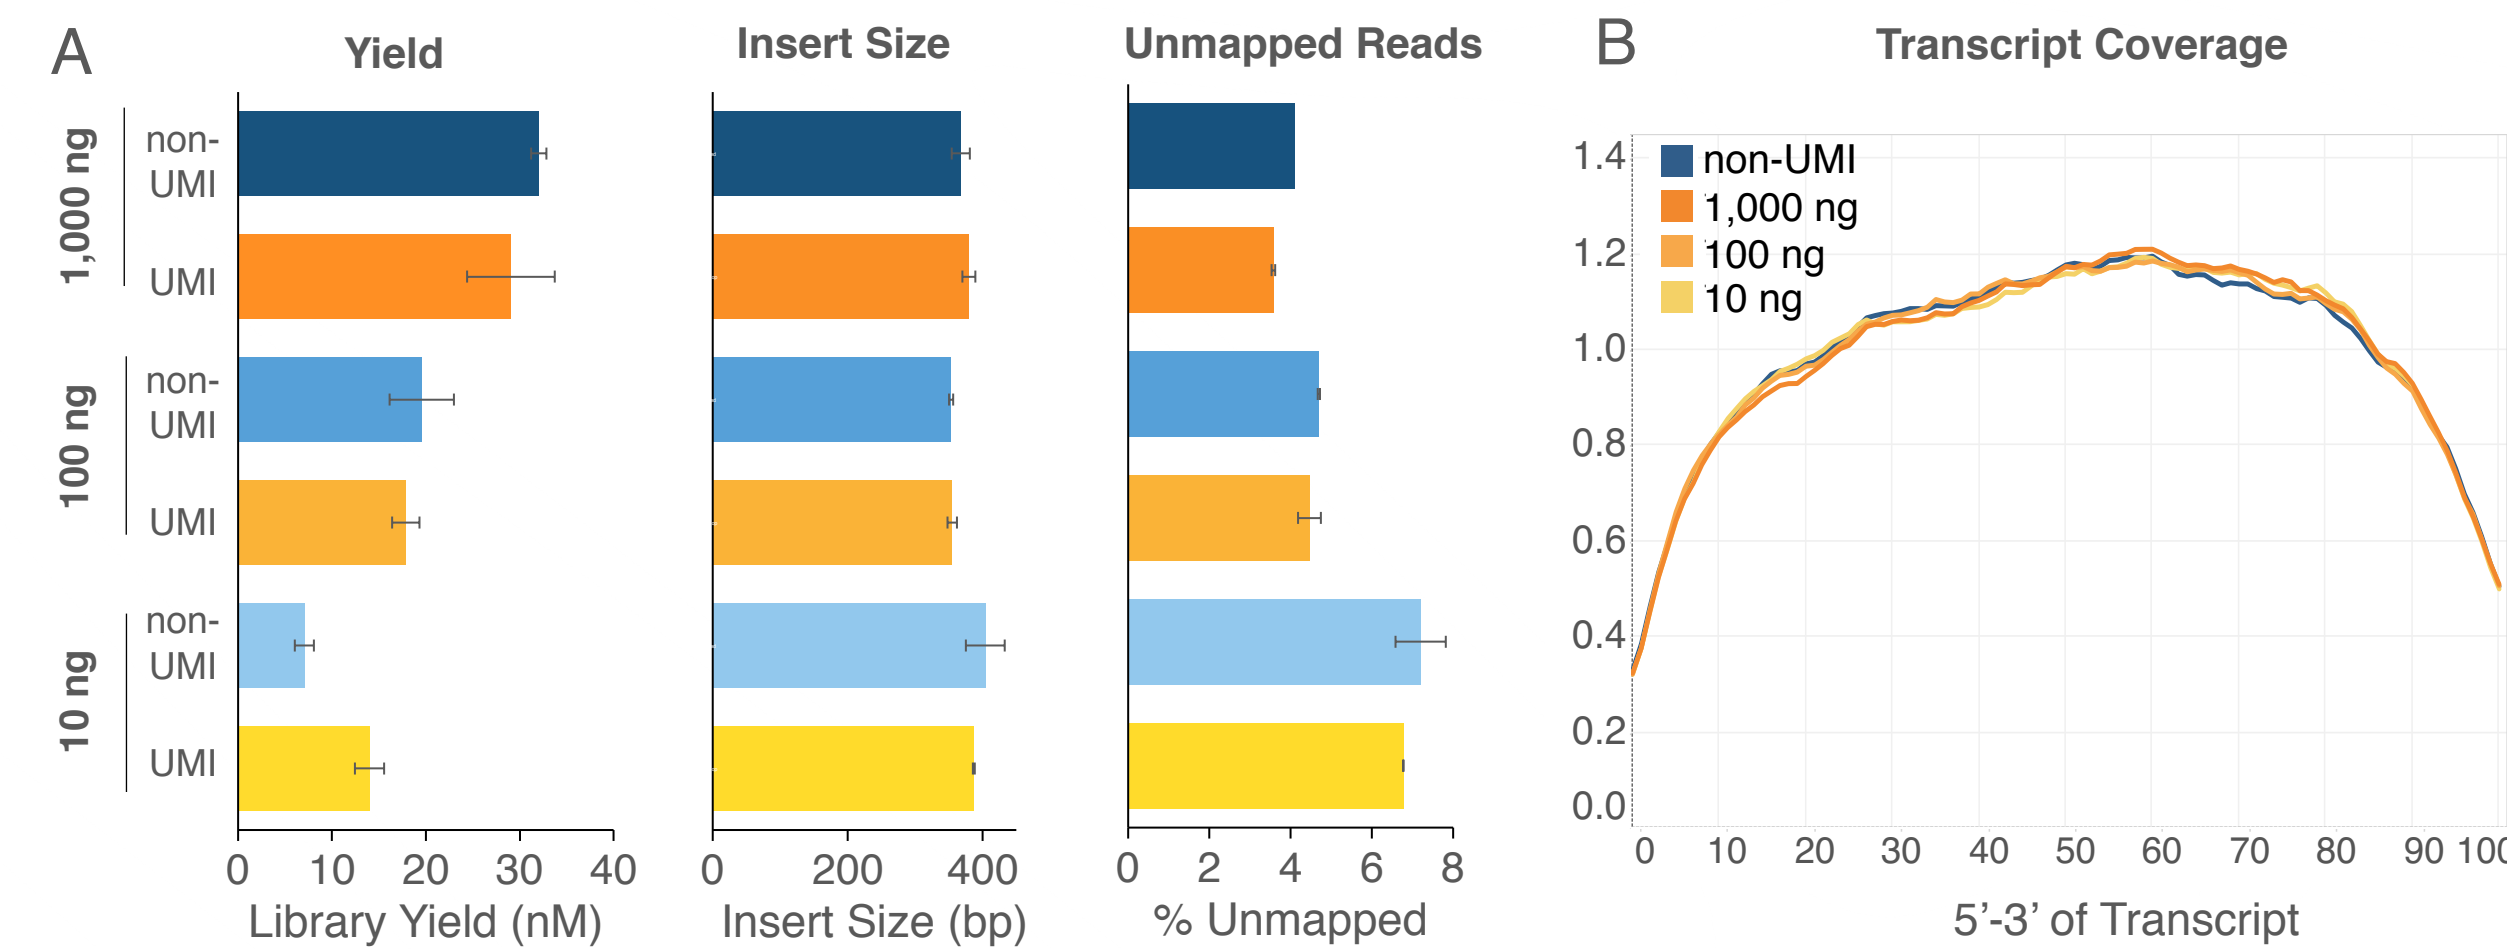 A
Yield
Insert Size
Unmapped Reads
1,000 ng
non-
UMI
UMI
100 ng
non-
UMI
UMI
10 ng
non-
UMI
UMI
0 10 20 30 40
Library Yield (nM)
0 200 400
Insert Size (bp)
0 2 4 6 8
% Unmapped
B
Transcript Coverage
1.4
1.2
1.0
0.8
0.6
0.4
0.2
0.0
non-UMI
1,000 ng
100 ng
10 ng
0 10 20 30 40 50 60 70 80 90 100
5’-3’ of Transcript